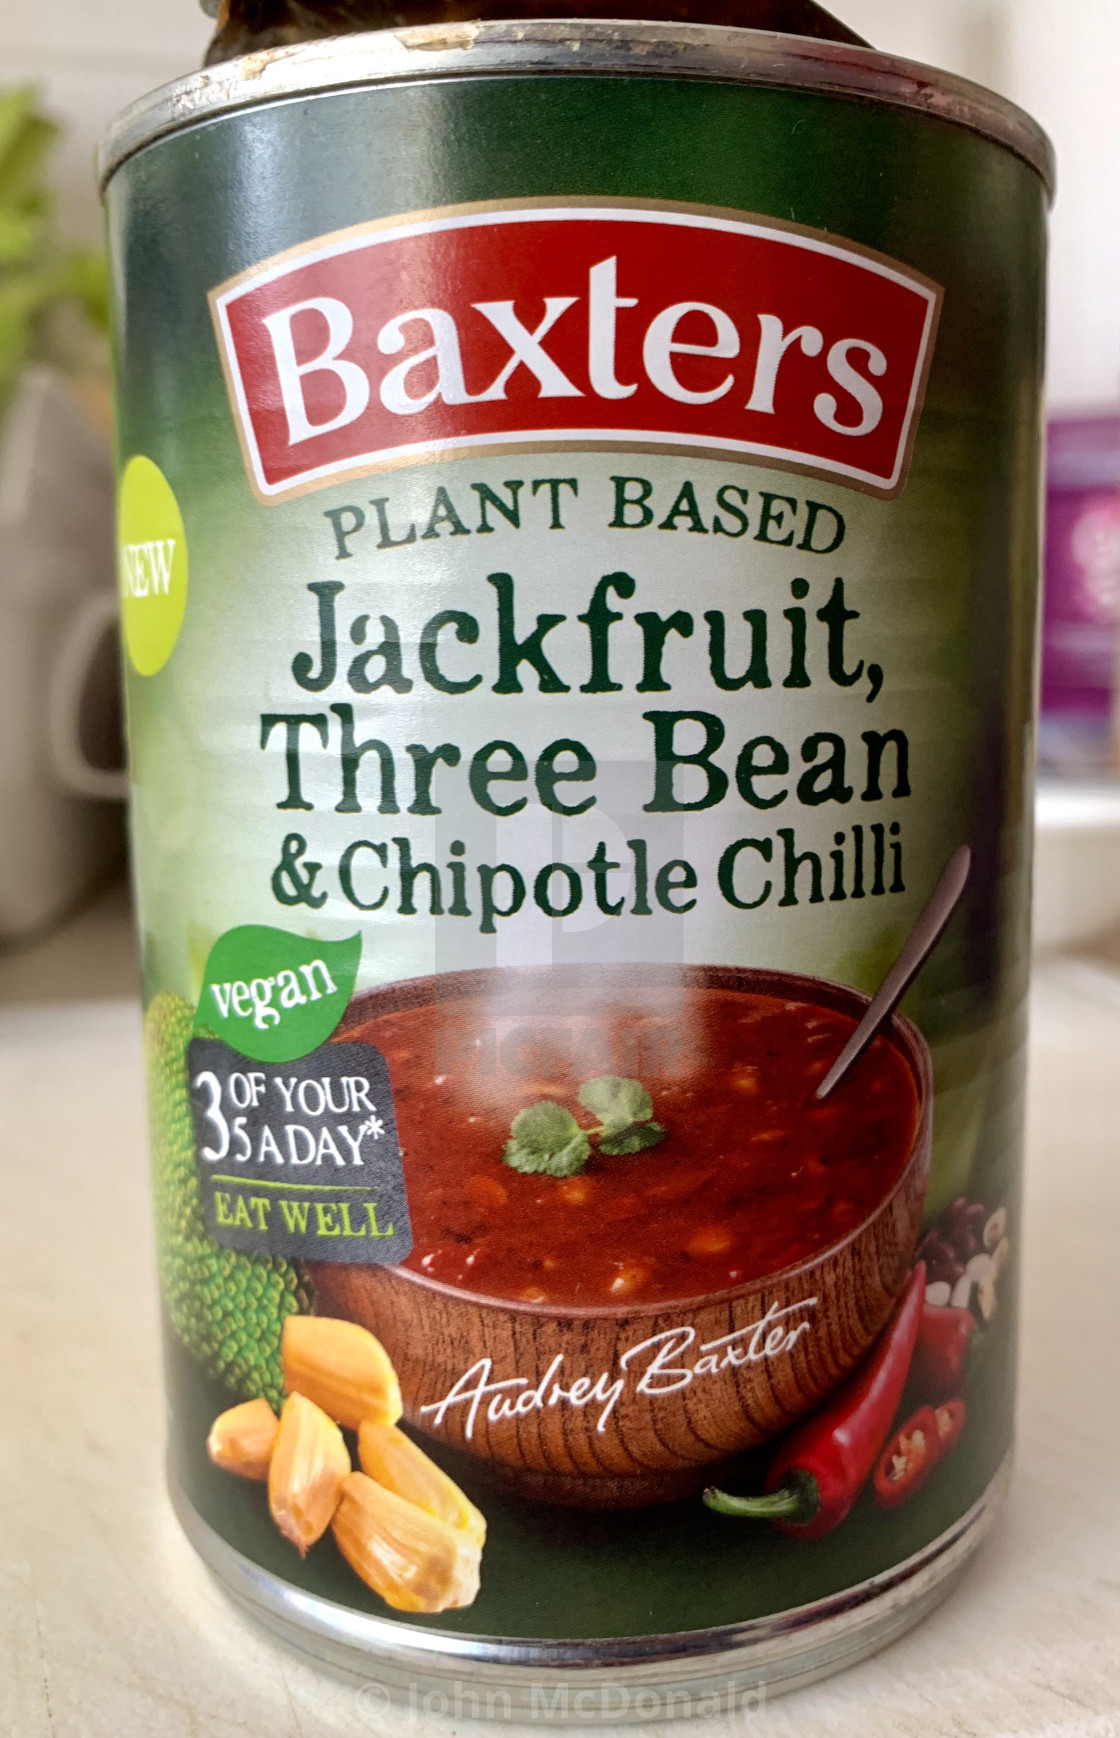 Baxters
PLANT BASED
NEW
Jackfruit,
Three Bean
& Chipotle Chilli
vegan
3 OF YOUR
5 A DAY*
EAT WELL
Audrey Baxter
PICFAIR
© John McDonald